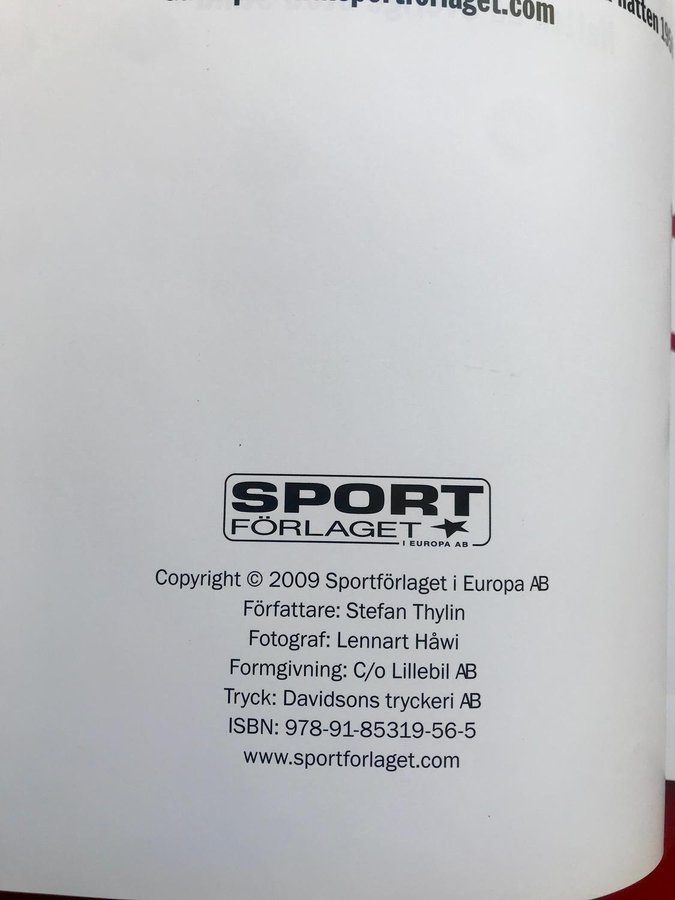 hatten
SPORT
FÖRLAGET
I EUROPA AB
Copyright © 2009 Sportförlaget i Europa AB
Författare: Stefan Thylin
Fotograf: Lennart Håwi
Formgivning: C/o Lillebil AB
Tryck: Davidsons tryckeri AB
ISBN: 978-91-85319-56-5
www.sportforlaget.com